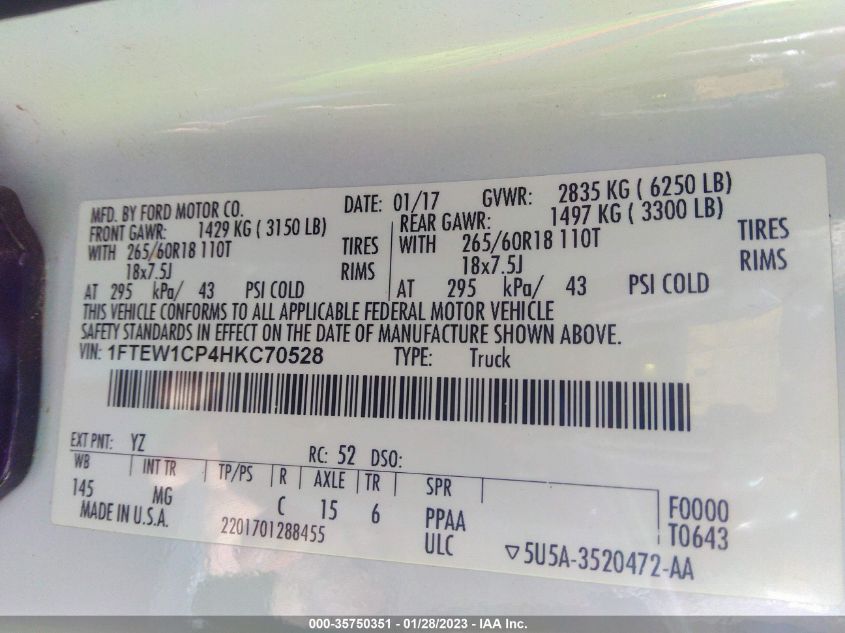 MFD. BY FORD MOTOR CO. DATE: 01/17 GVWR: 2835 KG ( 6250 LB)
FRONT GAWR: 1429 KG ( 3150 LB) REAR GAWR: 1497 KG ( 3300 LB)
WITH 265/60R18 110T TIRES WITH 265/60R18 110T TIRES
18x7.5J RIMS 18x7.5J RIMS
AT 295 kPa/ 43 PSI COLD AT 295 kPa/ 43 PSI COLD
THIS VEHICLE CONFORMS TO ALL APPLICABLE FEDERAL MOTOR VEHICLE
SAFETY STANDARDS IN EFFECT ON THE DATE OF MANUFACTURE SHOWN ABOVE.
VIN: 1FTEW1CP4HKC70528 TYPE: Truck
EXT PNT: YZ RC: 52 DSO:
WB INT TR TP/PS R AXLE TR SPR
145 MG C 15 6 PPAA F0000
MADE IN U.S.A. 2201701288455 ULC T0643
▽5U5A-3520472-AA
000-35750351 | 01/28/2023 - IAA Inc.